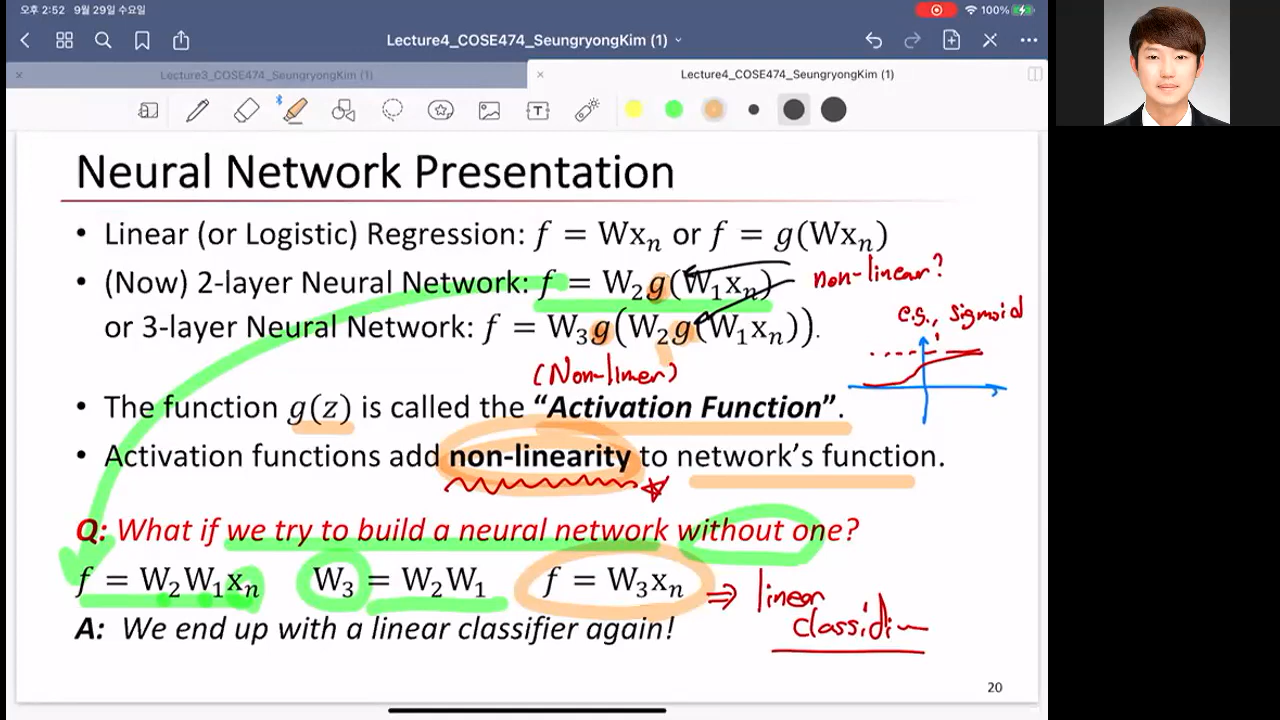 오후 2:52 9월 29일 수요일
100%
Lecture4_COSE474_SeungryongKim (1)
Lecture3_COSE474_SeungryongKim (1)
Lecture4_COSE474_SeungryongKim (1)
Neural Network Presentation
• Linear (or Logistic) Regression: f = Wxₙ or f = g(Wxₙ)
• (Now) 2-layer Neural Network: f = W₂g(W₁xₙ)
non-linear?
or 3-layer Neural Network: f = W₃g(W₂g(W₁xₙ)).
e.g., sigmoid
(Non-linear)
• The function g(z) is called the “Activation Function”.
• Activation functions add non-linearity to network’s function.
Q: What if we try to build a neural network without one?
f = W₂W₁xₙ W₃ = W₂W₁ f = W₃xₙ ⇒ linear
A: We end up with a linear classifier again!
20